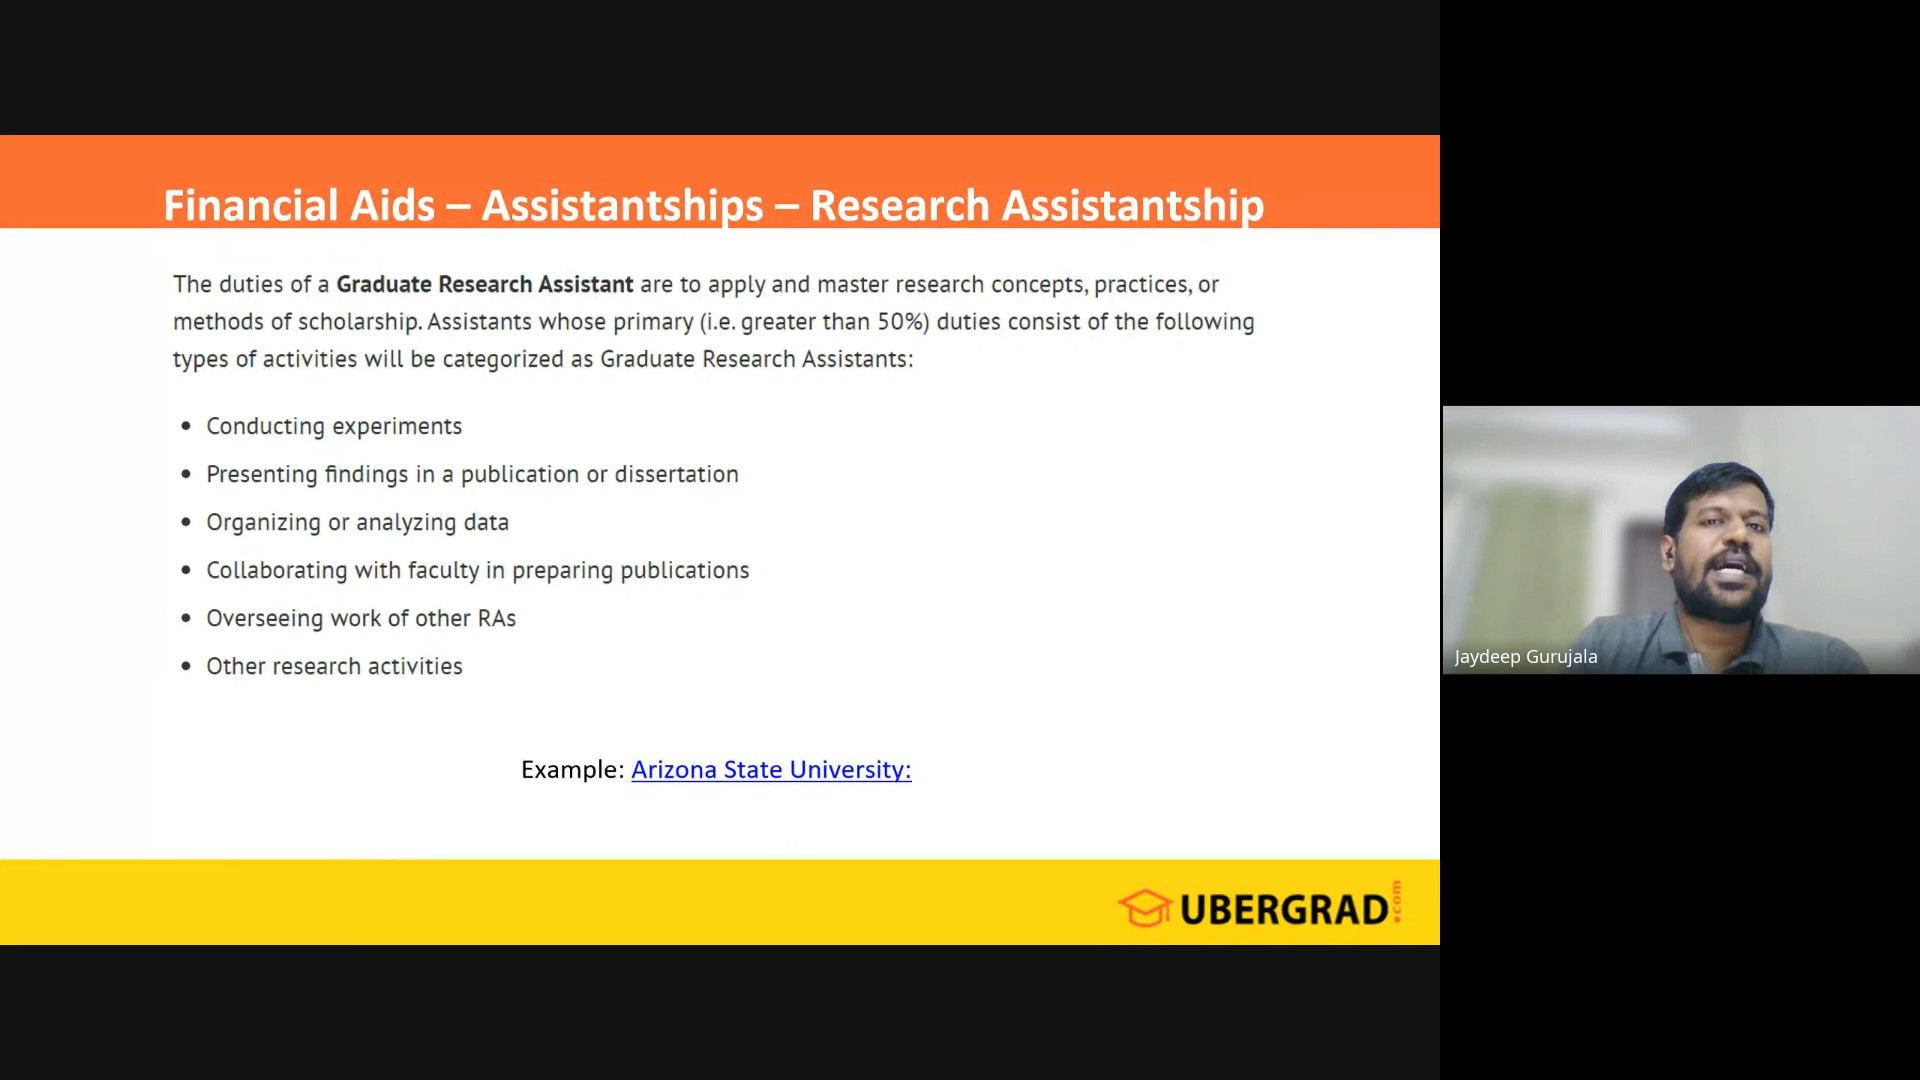 Financial Aids – Assistantships – Research Assistantship
The duties of a Graduate Research Assistant are to apply and master research concepts, practices, or
methods of scholarship. Assistants whose primary (i.e. greater than 50%) duties consist of the following
types of activities will be categorized as Graduate Research Assistants:
• Conducting experiments
• Presenting findings in a publication or dissertation
• Organizing or analyzing data
• Collaborating with faculty in preparing publications
• Overseeing work of other RAs
• Other research activities
Example: Arizona State University:
UBERGRAD.com
Jaydeep Gurujala